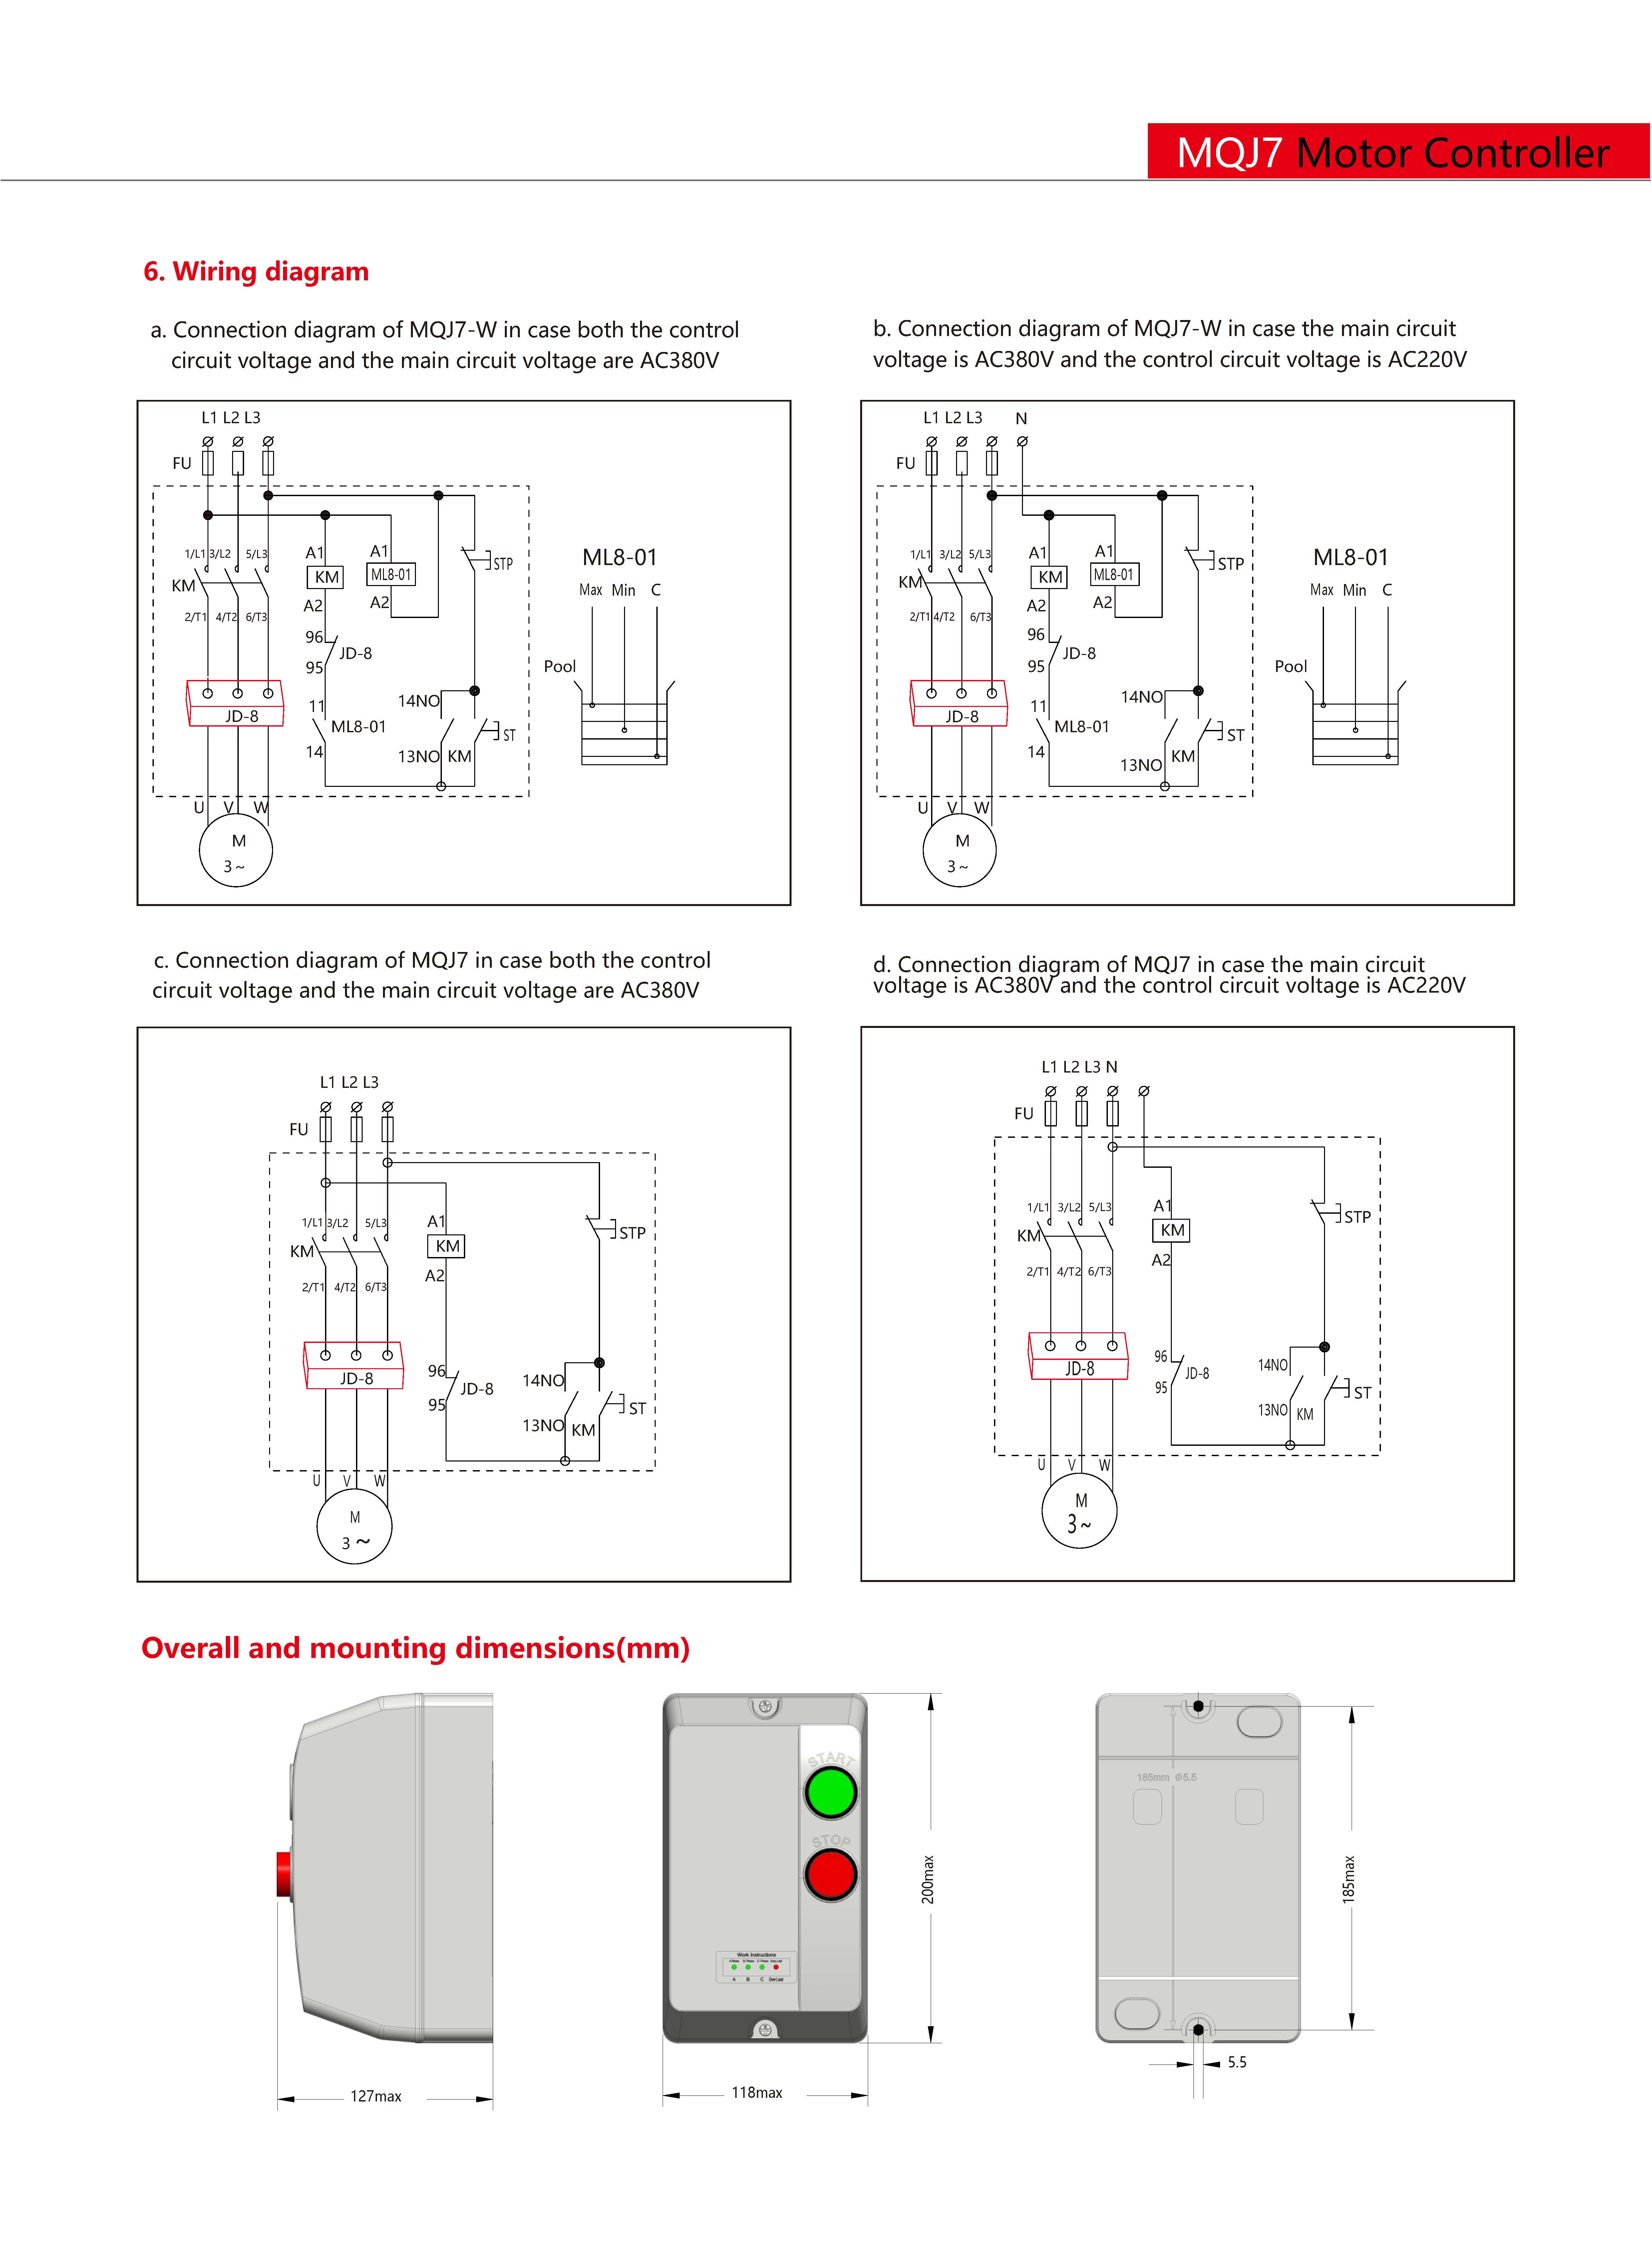 MQJ7 Motor Controller
6. Wiring diagram
a. Connection diagram of MQJ7-W in case both the control
circuit voltage and the main circuit voltage are AC380V
b. Connection diagram of MQJ7-W in case the main circuit
voltage is AC380V and the control circuit voltage is AC220V
L1 L2 L3
FU
1/L1 3/L2 5/L3
KM
2/T1 4/T2 6/T3
A1
KM
A2
A1
ML8-01
A2
STP
96
JD-8
95
11
ML8-01
14
14NO
13NO KM
ST
JD-8
U V W
M
3~
ML8-01
Max Min C
Pool
L1 L2 L3 N
FU
1/L1 3/L2 5/L3
KM
2/T1 4/T2 6/T3
A1
KM
A2
A1
ML8-01
A2
STP
96
JD-8
95
11
ML8-01
14
14NO
13NO KM
ST
JD-8
U V W
M
3~
ML8-01
Max Min C
Pool
c. Connection diagram of MQJ7 in case both the control
circuit voltage and the main circuit voltage are AC380V
d. Connection diagram of MQJ7 in case the main circuit
voltage is AC380V and the control circuit voltage is AC220V
L1 L2 L3
FU
1/L1 3/L2 5/L3
KM
2/T1 4/T2 6/T3
A1
KM
A2
STP
96
JD-8
95
14NO
13NO KM
ST
JD-8
U V W
M
3~
L1 L2 L3 N
FU
1/L1 3/L2 5/L3
KM
2/T1 4/T2 6/T3
A1
KM
A2
STP
96
JD-8
95
14NO
13NO KM
ST
JD-8
U V W
M
3~
Overall and mounting dimensions(mm)
START
STOP
Work Instructions
A B C Over Load
127max
118max
200max
185mm Ø5.5
185max
5.5